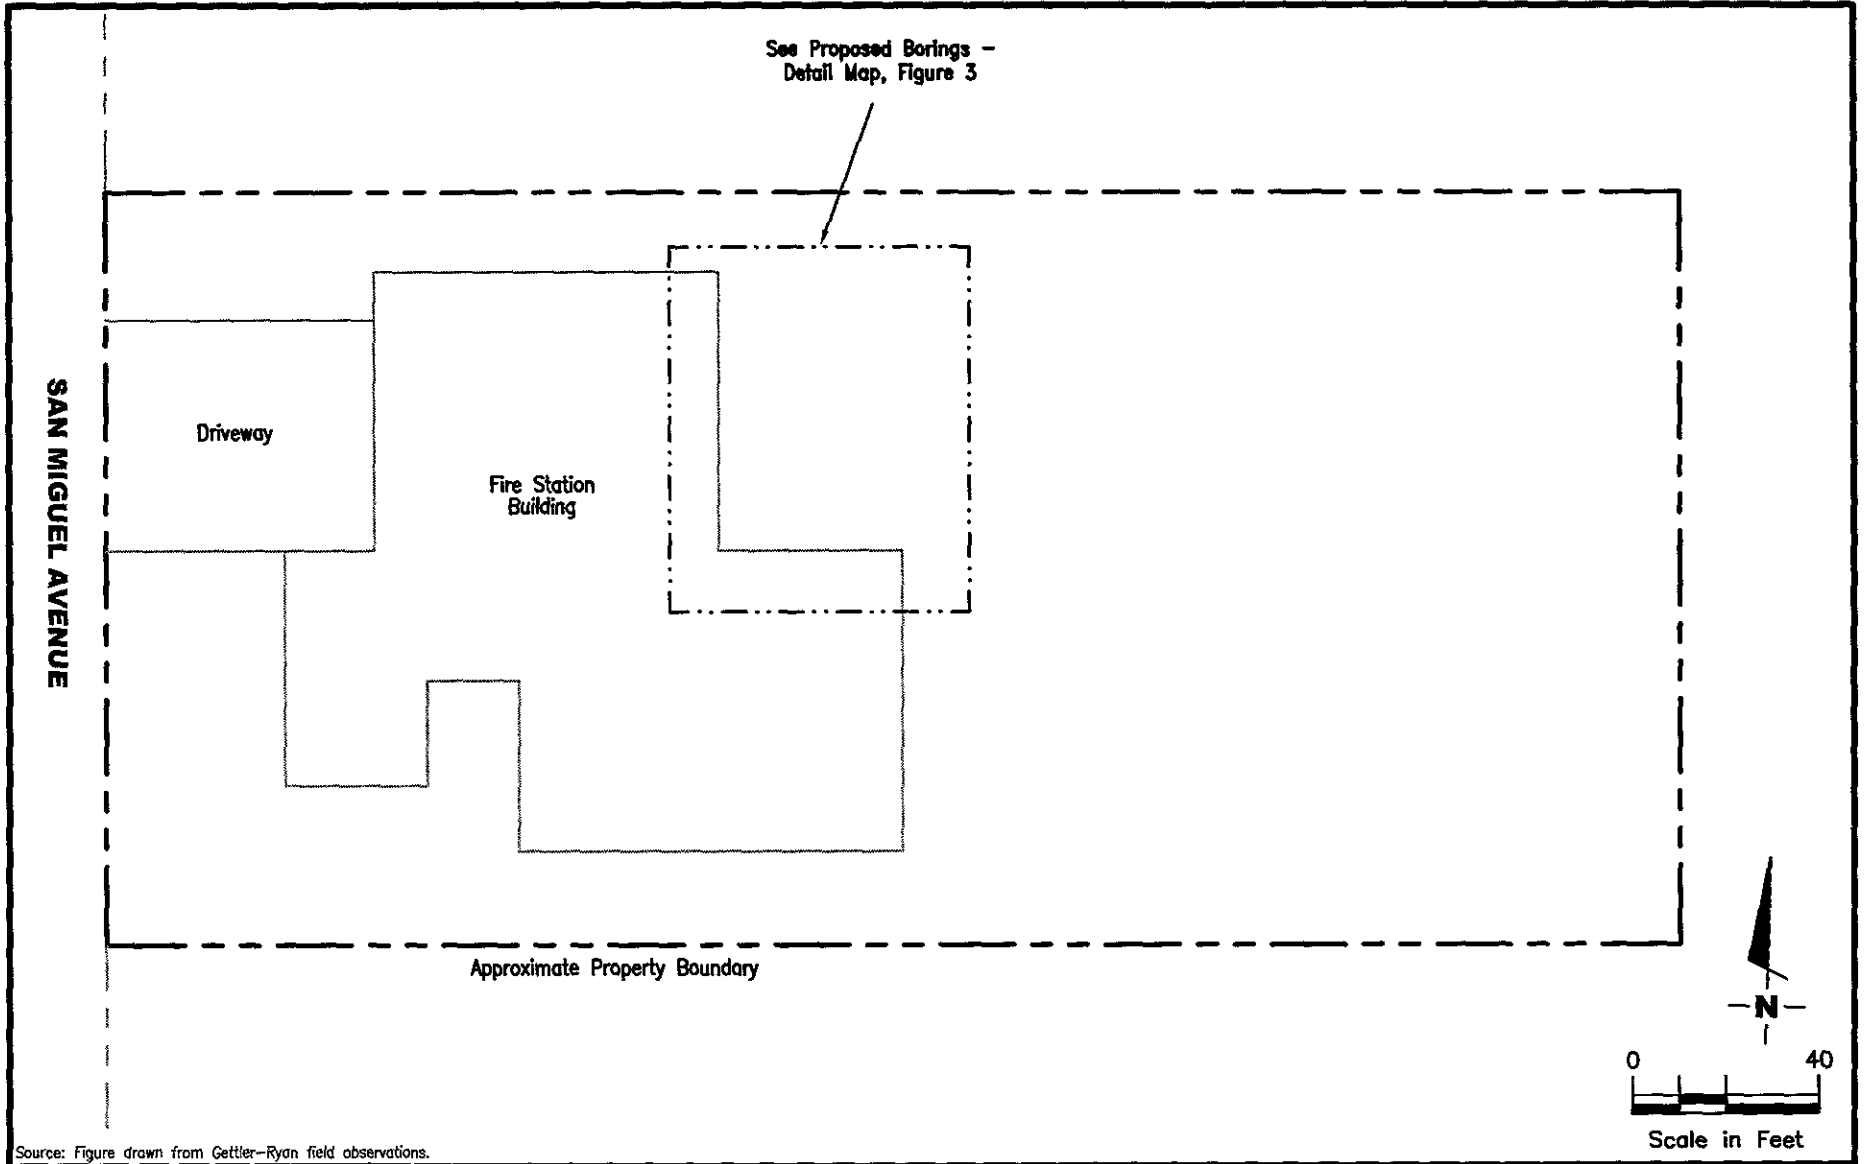 See Proposed Borings –
Detail Map, Figure 3
SAN MIGUEL AVENUE
Driveway
Fire Station
Building
Approximate Property Boundary
N
0 40
Scale in Feet
Source: Figure drawn from Gettler-Ryan field observations.